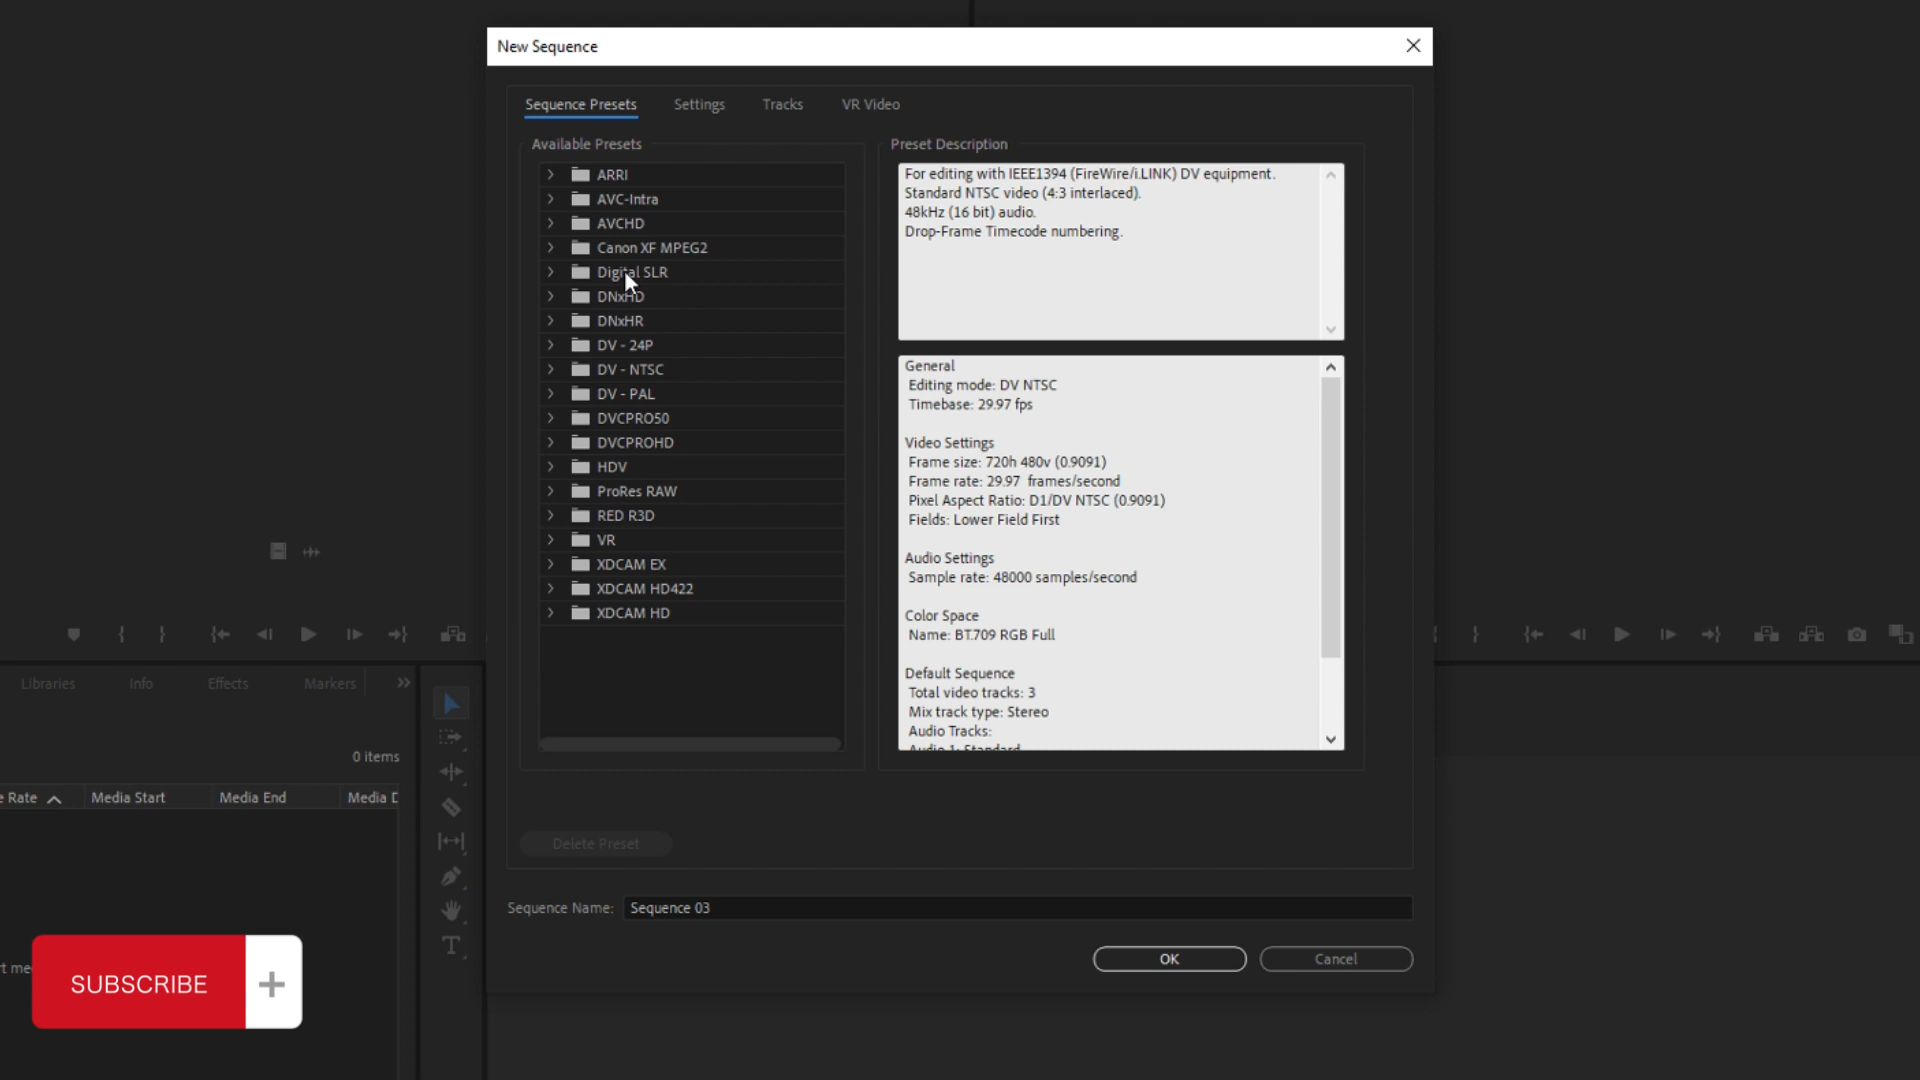 New Sequence
Sequence Presets Settings Tracks VR Video
Available Presets
ARRI
AVC-Intra
AVCHD
Canon XF MPEG2
Digital SLR
DNxHD
DNxHR
DV - 24P
DV - NTSC
DV - PAL
DVCPRO50
DVCPROHD
HDV
ProRes RAW
RED R3D
VR
XDCAM EX
XDCAM HD422
XDCAM HD
Delete Preset
Preset Description
For editing with IEEE1394 (FireWire/i.LINK) DV equipment.
Standard NTSC video (4:3 interlaced).
48kHz (16 bit) audio.
Drop-Frame Timecode numbering.
General
Editing mode: DV NTSC
Timebase: 29.97 fps
Video Settings
Frame size: 720h 480v (0.9091)
Frame rate: 29.97 frames/second
Pixel Aspect Ratio: D1/DV NTSC (0.9091)
Fields: Lower Field First
Audio Settings
Sample rate: 48000 samples/second
Color Space
Name: BT.709 RGB Full
Default Sequence
Total video tracks: 3
Mix track type: Stereo
Audio Tracks:
Audio 1: Standard
Sequence Name: Sequence 03
OK Cancel
Libraries Info Effects Markers
0 items
e Rate Media Start Media End Media D
rt me
SUBSCRIBE